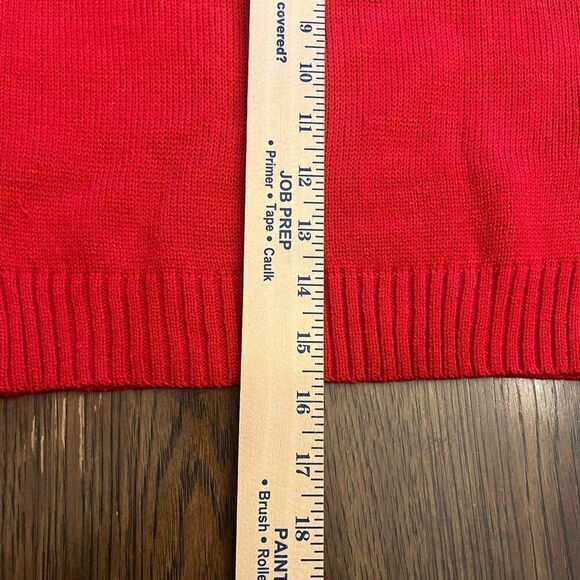 covered?
JOB PREP
• Primer • Tape • Caulk
PAINT
• Brush • Rolle
9
10
11
12
13
14
15
16
17
18